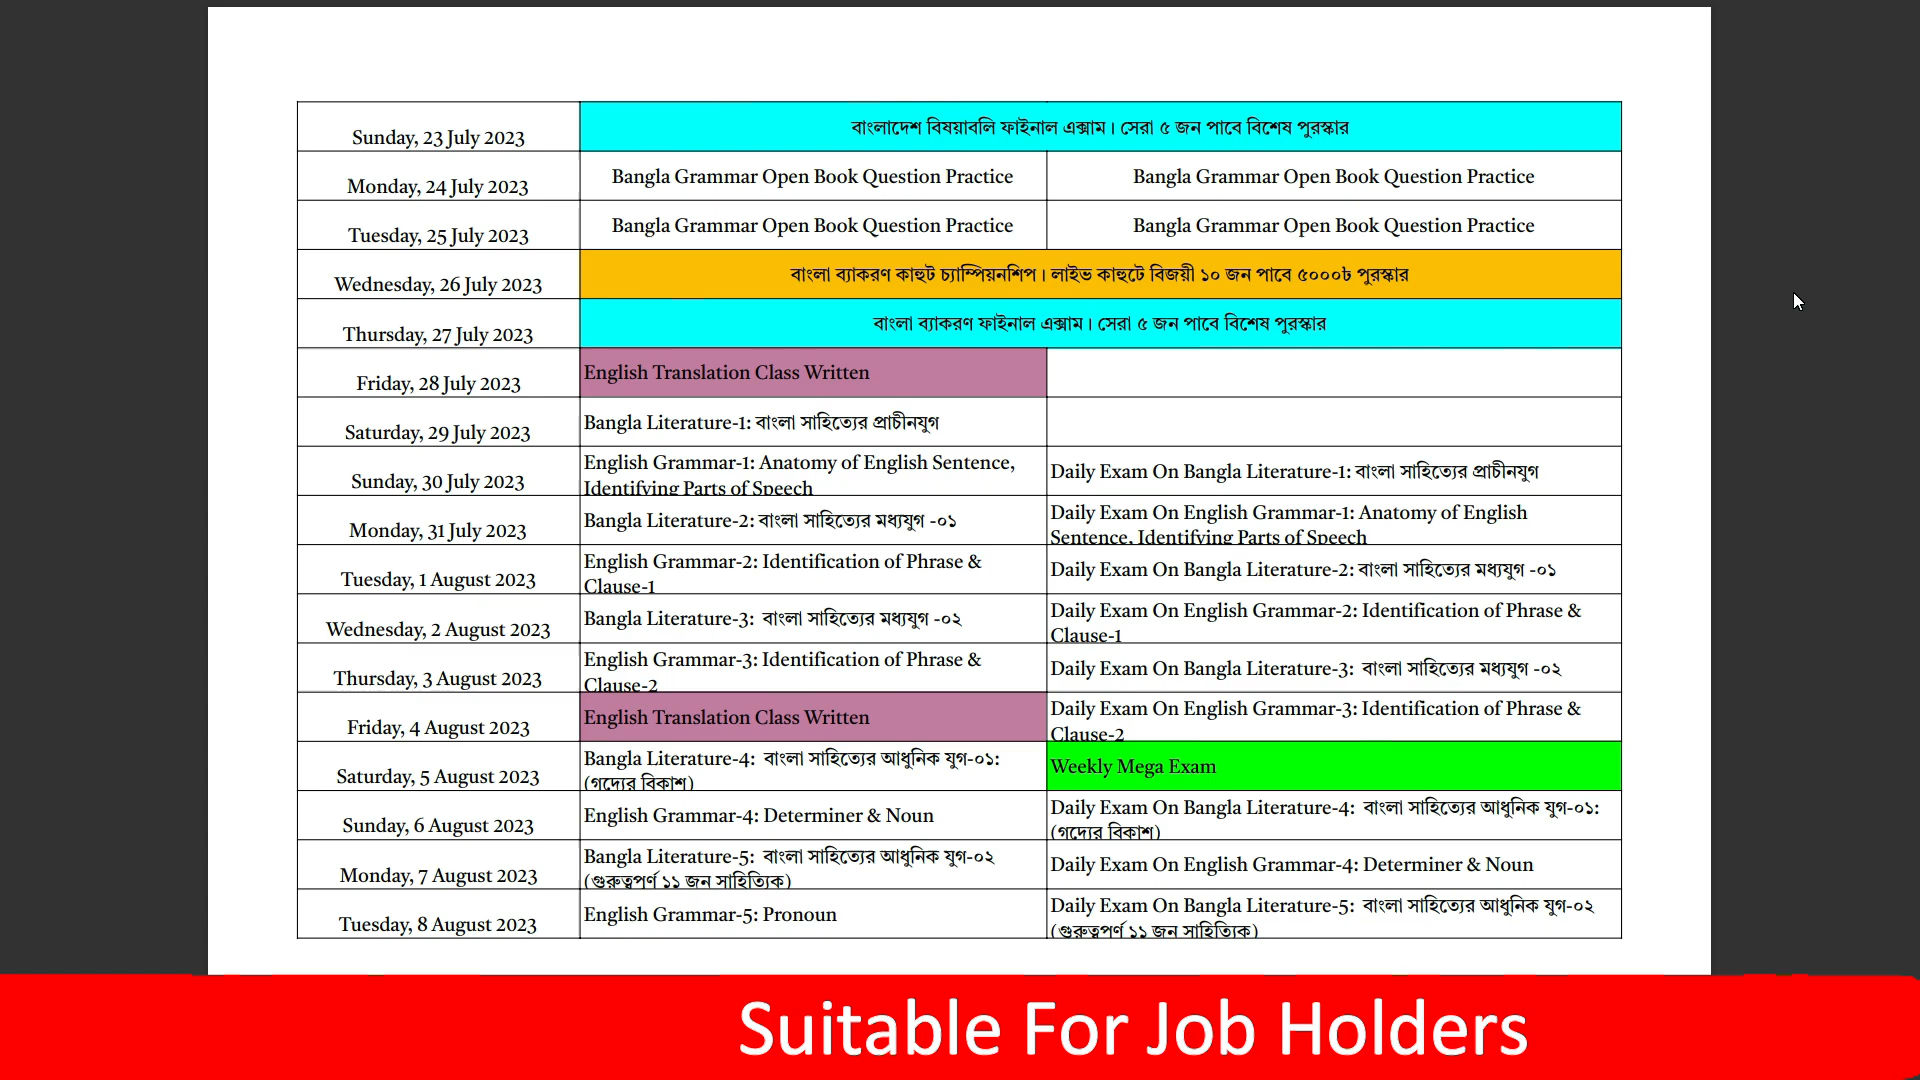 Sunday, 23 July 2023
বাংলাদেশ বিষয়াবলি ফাইনাল এক্সাম। সেরা ৫ জন পাবে বিশেষ পুরস্কার
Monday, 24 July 2023
Bangla Grammar Open Book Question Practice
Bangla Grammar Open Book Question Practice
Tuesday, 25 July 2023
Bangla Grammar Open Book Question Practice
Bangla Grammar Open Book Question Practice
Wednesday, 26 July 2023
বাংলা ব্যাকরণ কাহুট চ্যাম্পিয়নশিপ। লাইভ কাহুটে বিজয়ী ১০ জন পাবে ৫০০০৳ পুরস্কার
Thursday, 27 July 2023
বাংলা ব্যাকরণ ফাইনাল এক্সাম। সেরা ৫ জন পাবে বিশেষ পুরস্কার
Friday, 28 July 2023
English Translation Class Written
Saturday, 29 July 2023
Bangla Literature-1: বাংলা সাহিত্যের প্রাচীনযুগ
Sunday, 30 July 2023
English Grammar-1: Anatomy of English Sentence,
Identifying Parts of Speech
Daily Exam On Bangla Literature-1: বাংলা সাহিত্যের প্রাচীনযুগ
Monday, 31 July 2023
Bangla Literature-2: বাংলা সাহিত্যের মধ্যযুগ -০১
Daily Exam On English Grammar-1: Anatomy of English
Sentence, Identifying Parts of Speech
Tuesday, 1 August 2023
English Grammar-2: Identification of Phrase &
Clause-1
Daily Exam On Bangla Literature-2: বাংলা সাহিত্যের মধ্যযুগ -০১
Wednesday, 2 August 2023
Bangla Literature-3: বাংলা সাহিত্যের মধ্যযুগ -০২
Daily Exam On English Grammar-2: Identification of Phrase &
Clause-1
Thursday, 3 August 2023
English Grammar-3: Identification of Phrase &
Clause-2
Daily Exam On Bangla Literature-3: বাংলা সাহিত্যের মধ্যযুগ -০২
Friday, 4 August 2023
English Translation Class Written
Daily Exam On English Grammar-3: Identification of Phrase &
Clause-2
Saturday, 5 August 2023
Bangla Literature-4: বাংলা সাহিত্যের আধুনিক যুগ-০১:
(গদ্যের বিকাশ)
Weekly Mega Exam
Sunday, 6 August 2023
English Grammar-4: Determiner & Noun
Daily Exam On Bangla Literature-4: বাংলা সাহিত্যের আধুনিক যুগ-০১:
(গদ্যের বিকাশ)
Monday, 7 August 2023
Bangla Literature-5: বাংলা সাহিত্যের আধুনিক যুগ-০২
(গুরুত্বপূর্ণ ১১ জন সাহিত্যিক)
Daily Exam On English Grammar-4: Determiner & Noun
Tuesday, 8 August 2023
English Grammar-5: Pronoun
Daily Exam On Bangla Literature-5: বাংলা সাহিত্যের আধুনিক যুগ-০২
(গুরুত্বপূর্ণ ১১ জন সাহিত্যিক)
Suitable For Job Holders